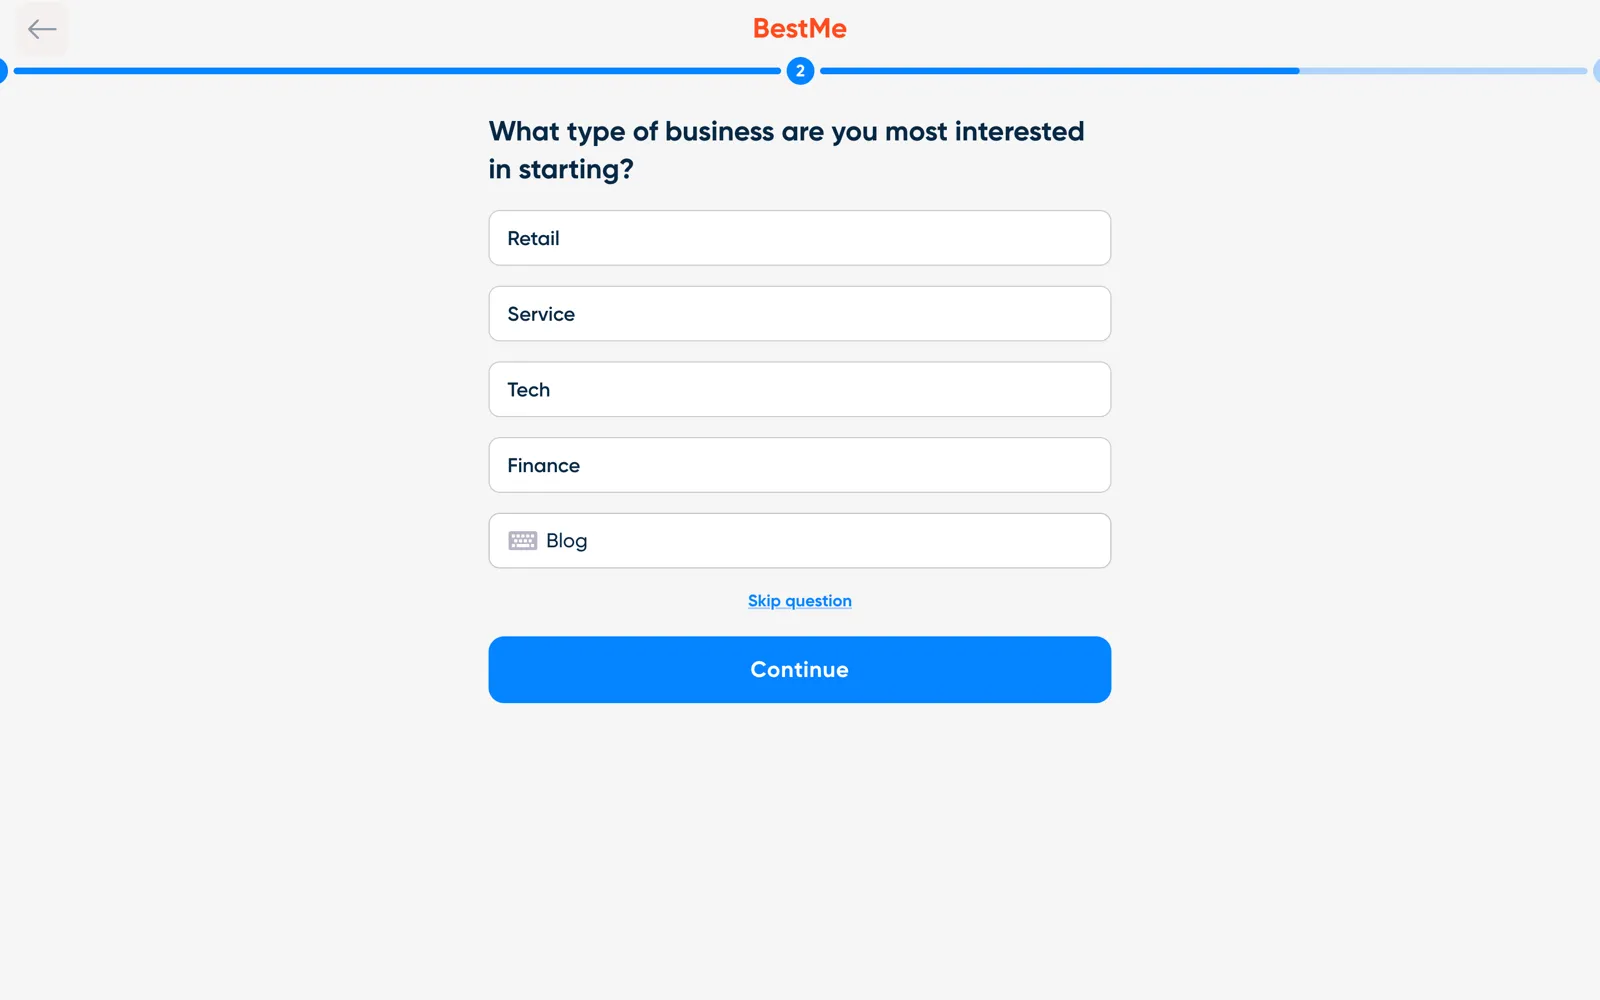 BestMe
2
What type of business are you most interested
in starting?
Retail
Service
Tech
Finance
Blog
Skip question
Continue